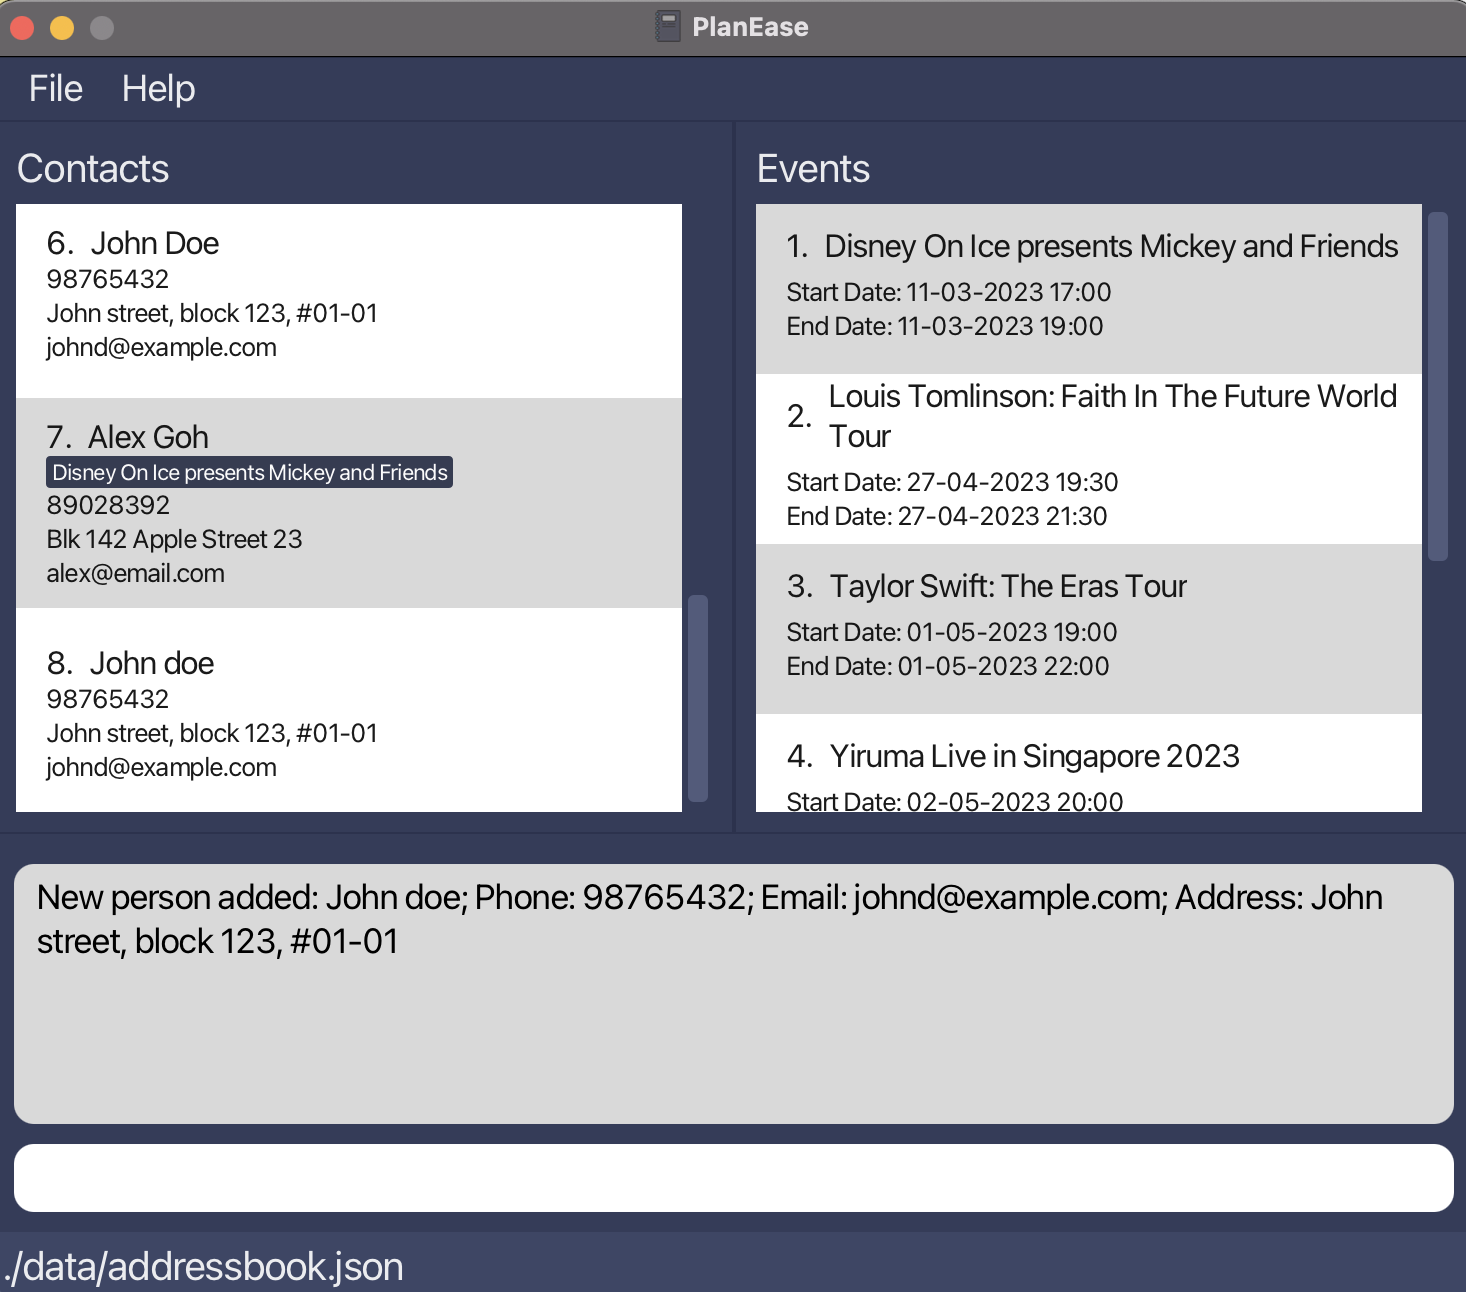 PlanEase
File Help
Contacts
6. John Doe
98765432
John street, block 123, #01-01
johnd@example.com
7. Alex Goh
Disney On Ice presents Mickey and Friends
89028392
Blk 142 Apple Street 23
alex@email.com
8. John doe
98765432
John street, block 123, #01-01
johnd@example.com
Events
1. Disney On Ice presents Mickey and Friends
Start Date: 11-03-2023 17:00
End Date: 11-03-2023 19:00
2. Louis Tomlinson: Faith In The Future World
Tour
Start Date: 27-04-2023 19:30
End Date: 27-04-2023 21:30
3. Taylor Swift: The Eras Tour
Start Date: 01-05-2023 19:00
End Date: 01-05-2023 22:00
4. Yiruma Live in Singapore 2023
Start Date: 02-05-2023 20:00
New person added: John doe; Phone: 98765432; Email: johnd@example.com; Address: John
street, block 123, #01-01
./data/addressbook.json